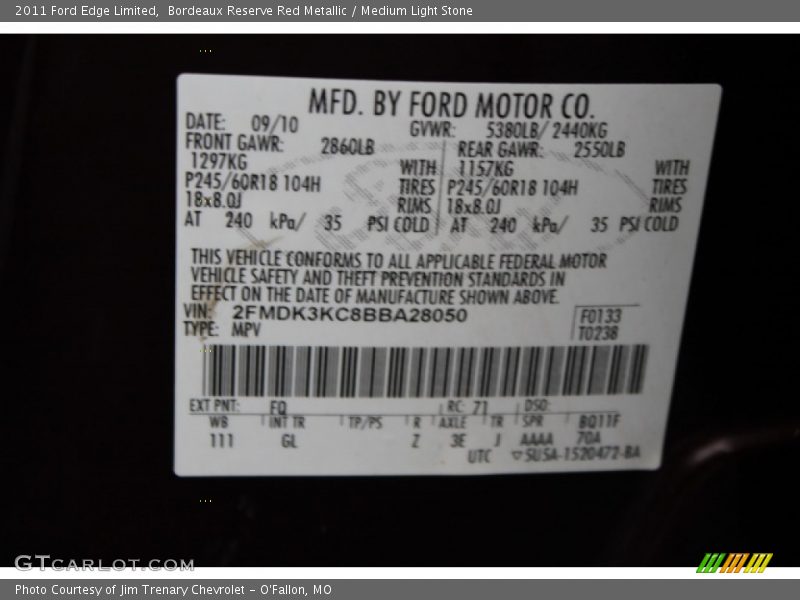 2011 Ford Edge Limited,  Bordeaux Reserve Red Metallic / Medium Light Stone
MFD. BY FORD MOTOR CO.
DATE: 09/10 GVWR: 5380LB/ 2440KG
FRONT GAWR: 2860LB REAR GAWR: 2550LB
1297KG WITH 1157KG WITH
P245/60R18 104H TIRES P245/60R18 104H TIRES
18x8.0J RIMS 18x8.0J RIMS
AT 240 kPa/ 35 PSI COLD AT 240 kPa/ 35 PSI COLD
THIS VEHICLE CONFORMS TO ALL APPLICABLE FEDERAL MOTOR
VEHICLE SAFETY AND THEFT PREVENTION STANDARDS IN
EFFECT ON THE DATE OF MANUFACTURE SHOWN ABOVE.
VIN: 2FMDK3KC8BBA28050 F0133
TYPE: MPV T0238
EXT PNT: FQ RC: 71 DSO:
WB INT TR TP/PS R AXLE TR SPR BQ11F
111 GL Z 3E J AAAA 70A
UTC ▽SU5A-1520472-BA
GTCARLOT.COM
Photo Courtesy of Jim Trenary Chevrolet - O'Fallon, MO